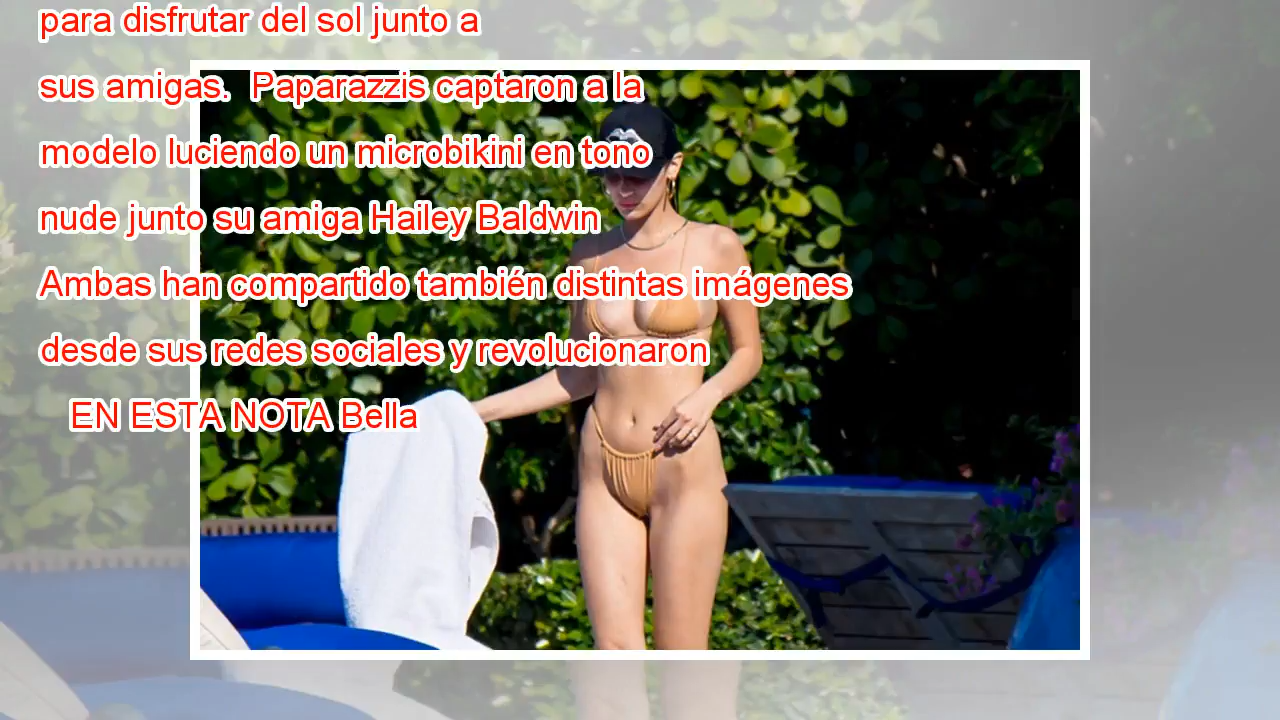 para disfrutar del sol junto a
sus amigas.  Paparazzis captaron a la
modelo luciendo un microbikini en tono
nude junto su amiga Hailey Baldwin
Ambas han compartido también distintas imágenes
desde sus redes sociales y revolucionaron
EN ESTA NOTA Bella